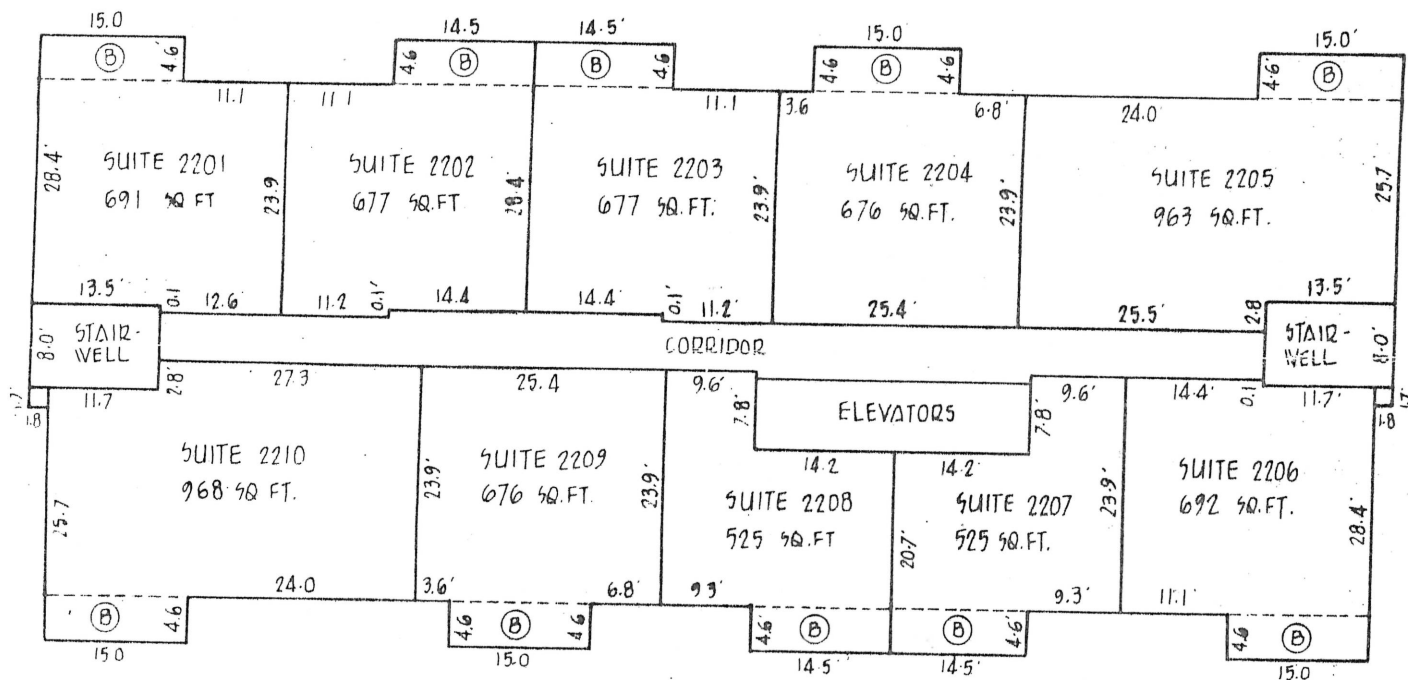 15.0
14.5
14.5'
15.0
15.0'
B
4.6'
4.6
B
B
4.6
4.6
B
4.6
4.6'
B
11.1
11 1
11.1
3.6
6.8'
24.0
SUITE 2201
691 SQ FT
SUITE 2202
677 SQ.FT
SUITE 2203
677 SQ.FT.
SUITE 2204
676 SQ.FT.
SUITE 2205
963 SQ.FT.
28.4'
23.9
28.4'
23.9'
23.9'
25.7
13.5'
0.1
12.6'
11.2
0.1'
14.4
14.4'
0.1'
11.2'
25.4'
25.5'
2.8
13.5'
8.0'
STAIR-
WELL
CORRIDOR
STAIR-
WELL
8.0'
1.8
11.7
2.8'
27.3
25.4
9.6'
7.8'
ELEVATORS
7.8'
9.6'
14.4'
0.1
11.7'
1.8
SUITE 2210
968 SQ FT.
SUITE 2209
676 SQ.FT.
14.2
SUITE 2208
525 SQ.FT
14.2'
SUITE 2207
525 SQ.FT.
SUITE 2206
692 SQ.FT.
25.7
23.9'
23.9'
20.7'
23.9'
28.4'
24.0
3.6'
6.8'
9 3'
9.3'
11.1'
B
4.6
4.6
B
4 6
4.6'
B
B
4.6'
4.6
B
15 0
15.0
14.5'
14.5'
15.0